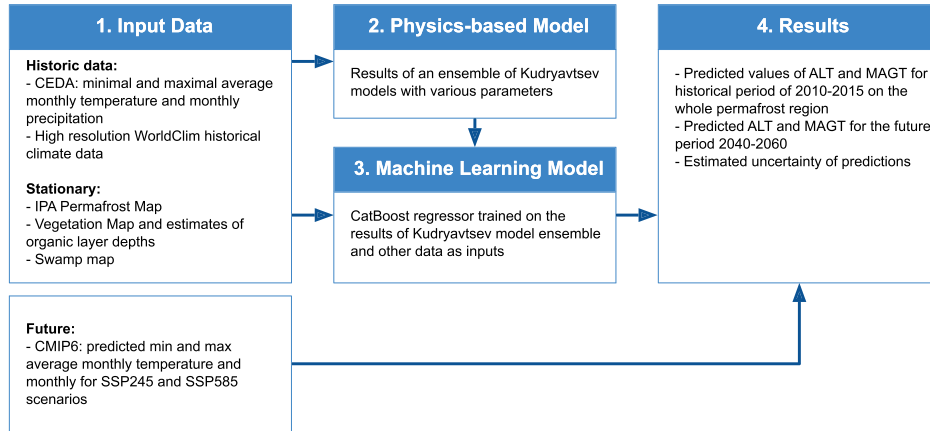 1. Input Data
Historic data:
- CEDA: minimal and maximal average
monthly temperature and monthly
precipitation
- High resolution WorldClim historical
climate data
Stationary:
- IPA Permafrost Map
- Vegetation Map and estimates of
organic layer depths
- Swamp map
Future:
- CMIP6: predicted min and max
average monthly temperature and
monthly for SSP245 and SSP585
scenarios
2. Physics-based Model
Results of an ensemble of Kudryavtsev
models with various parameters
3. Machine Learning Model
CatBoost regressor trained on the
results of Kudryavtsev model ensemble
and other data as inputs
4. Results
- Predicted values of ALT and MAGT for
historical period of 2010-2015 on the
whole permafrost region
- Predicted ALT and MAGT for the future
period 2040-2060
- Estimated uncertainty of predictions